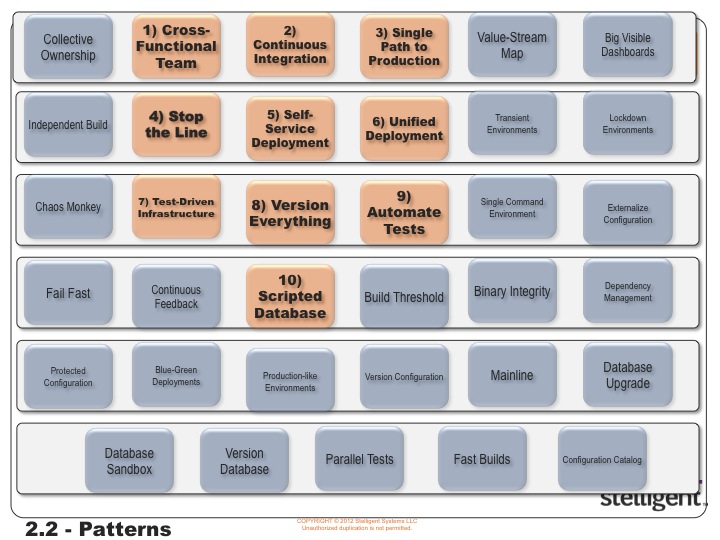 Collective
Ownership
1) Cross-
Functional
Team
2)
Continuous
Integration
3) Single
Path to
Production
Value-Stream
Map
Big Visible
Dashboards
Independent Build
4) Stop
the Line
5) Self-
Service
Deployment
6) Unified
Deployment
Transient
Environments
Lockdown
Environments
Chaos Monkey
7) Test-Driven
Infrastructure
8) Version
Everything
9)
Automate
Tests
Single Command
Environment
Externalize
Configuration
Fail Fast
Continuous
Feedback
10)
Scripted
Database
Build Threshold
Binary Integrity
Dependency
Management
Protected
Configuration
Blue-Green
Deployments
Production-like
Environments
Version Configuration
Mainline
Database
Upgrade
Database
Sandbox
Version
Database
Parallel Tests
Fast Builds
Configuration Catalog
stelligent
2.2 - Patterns
COPYRIGHT © 2012 Stelligent Systems LLC
Unauthorized duplication is not permitted.